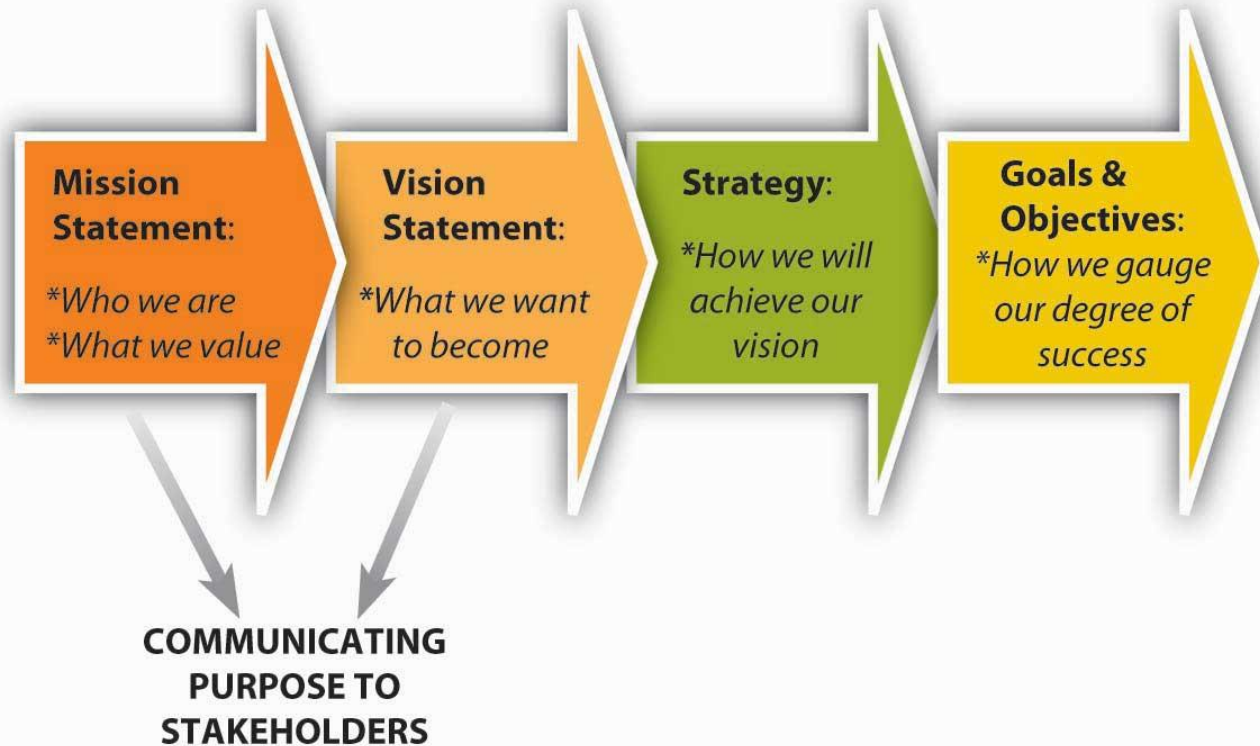 Mission
Statement:
*Who we are
*What we value
Vision
Statement:
*What we want
to become
Strategy:
*How we will
achieve our
vision
Goals &
Objectives:
*How we gauge
our degree of
success
COMMUNICATING
PURPOSE TO
STAKEHOLDERS